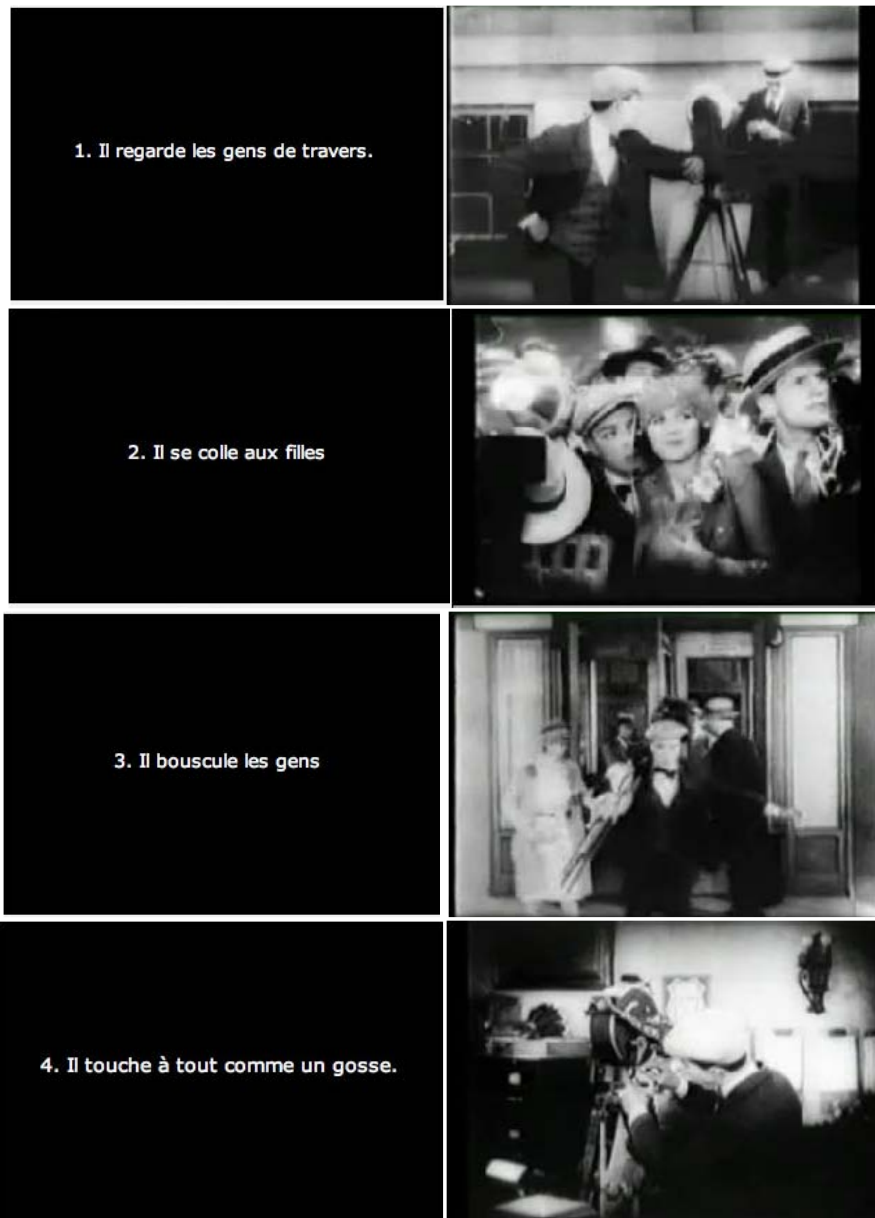 1. Il regarde les gens de travers.
2. Il se colle aux filles
3. Il bouscule les gens
4. Il touche à tout comme un gosse.